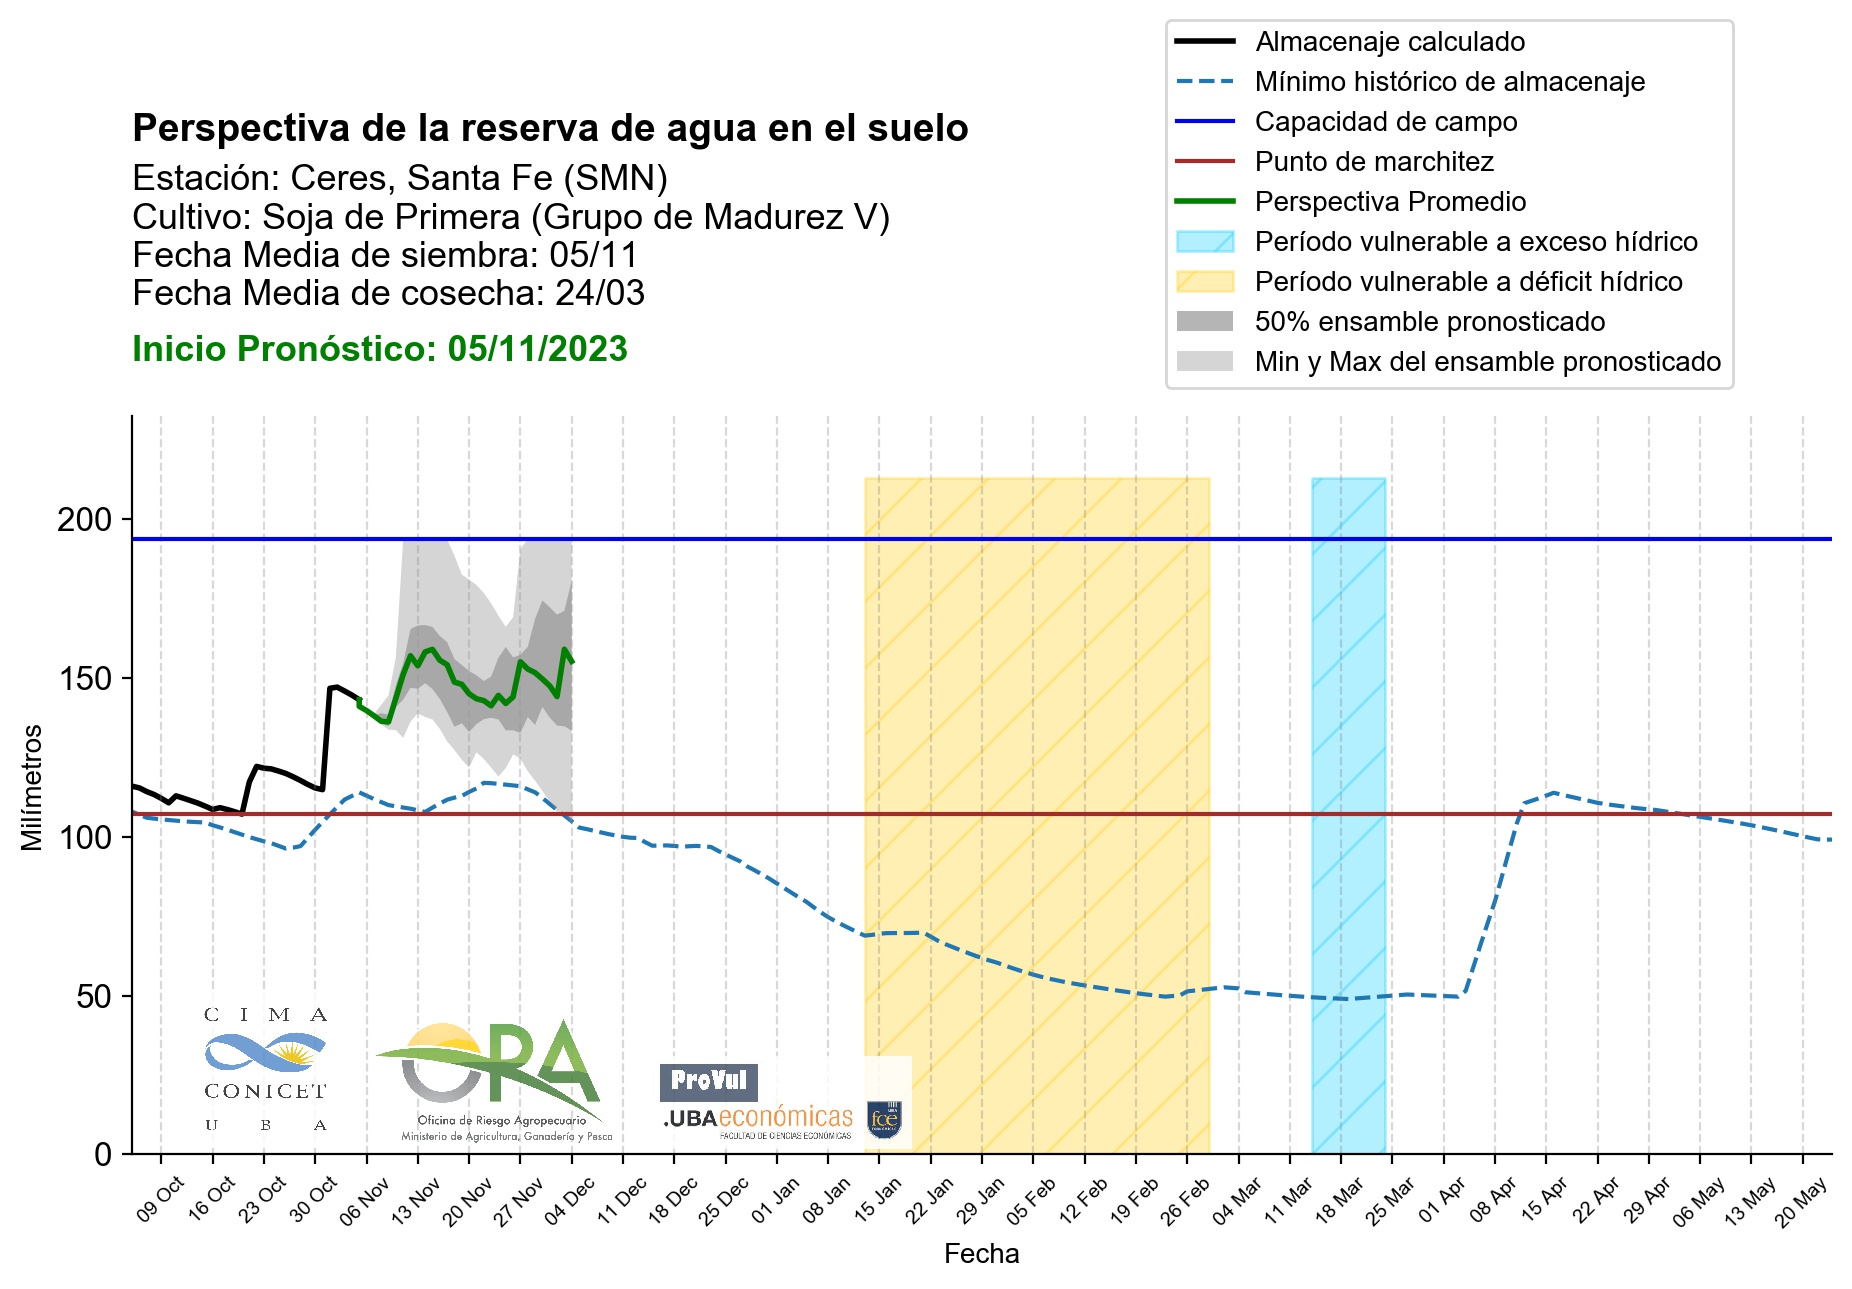 Almacenaje calculado
Mínimo histórico de almacenaje
Capacidad de campo
Punto de marchitez
Perspectiva Promedio
Período vulnerable a exceso hídrico
Período vulnerable a déficit hídrico
50% ensamble pronosticado
Min y Max del ensamble pronosticado
Perspectiva de la reserva de agua en el suelo
Estación: Ceres, Santa Fe (SMN)
Cultivo: Soja de Primera (Grupo de Madurez V)
Fecha Media de siembra: 05/11
Fecha Media de cosecha: 24/03
Inicio Pronóstico: 05/11/2023
Milímetros
200
150
100
50
0
C I M A
CONICET
U B A
OPA
Oficina de Riesgo Agropecuario
Ministerio de Agricultura, Ganadería y Pesca
ProVul
.UBAeconómicas
FACULTAD DE CIENCIAS ECONÓMICAS
UBA
fce
ECONÓMICAS
09 Oct
16 Oct
23 Oct
30 Oct
06 Nov
13 Nov
20 Nov
27 Nov
04 Dec
11 Dec
18 Dec
25 Dec
01 Jan
08 Jan
15 Jan
22 Jan
29 Jan
05 Feb
12 Feb
19 Feb
26 Feb
04 Mar
11 Mar
18 Mar
25 Mar
01 Apr
08 Apr
15 Apr
22 Apr
29 Apr
06 May
13 May
20 May
Fecha